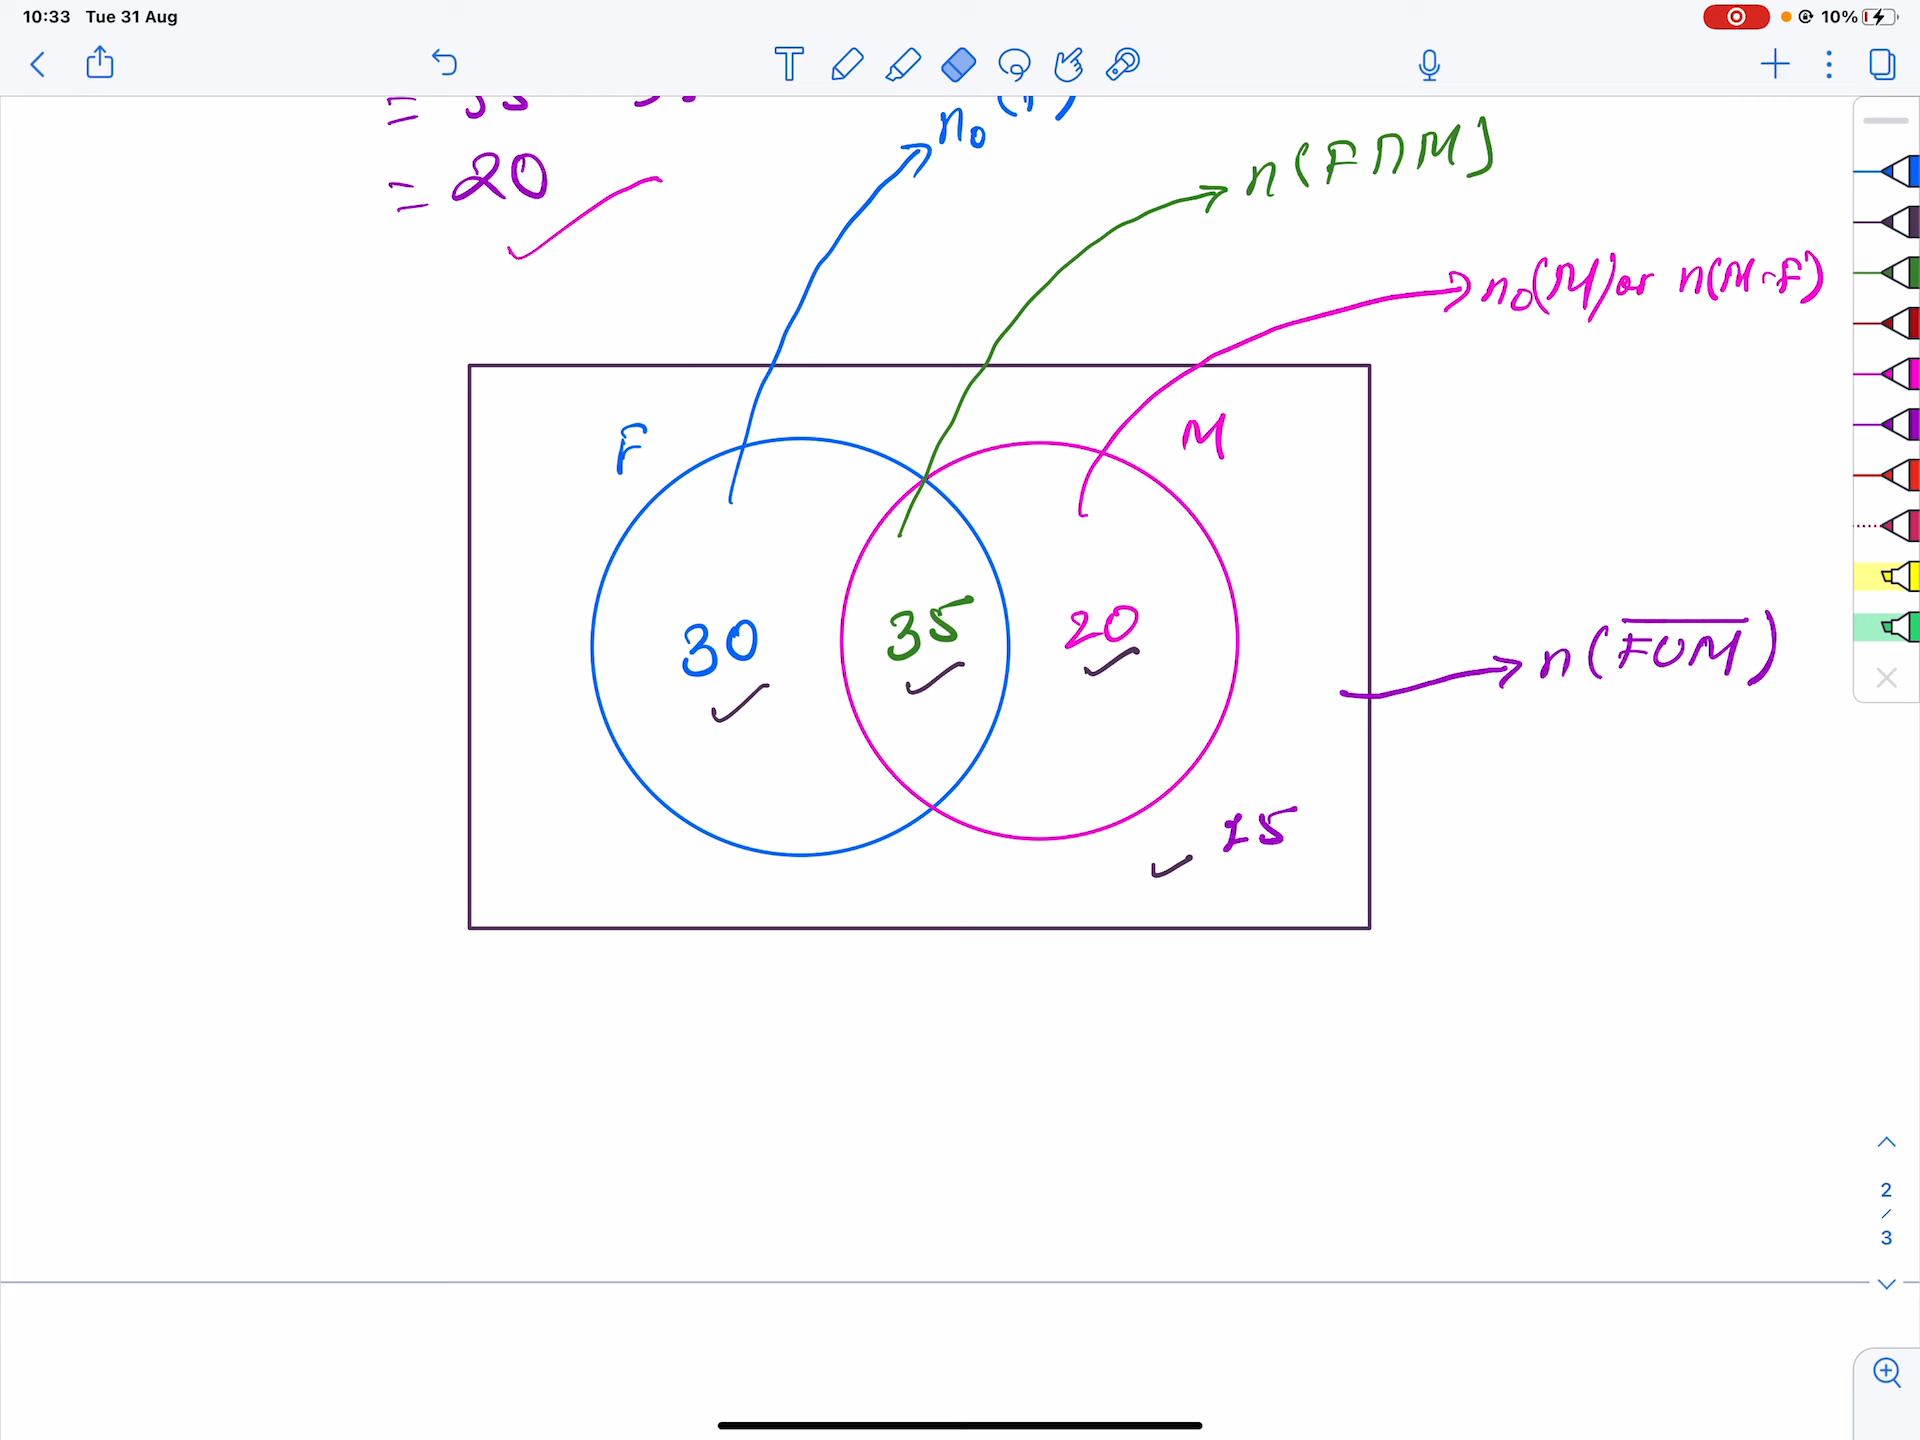 10:33 Tue 31 Aug
10%
T
= 20
n₀
n(F∩M)
n₀(M) or n(M-F)
F
M
30
35
20
n(F̅∪̅M̅)
15
2
/
3